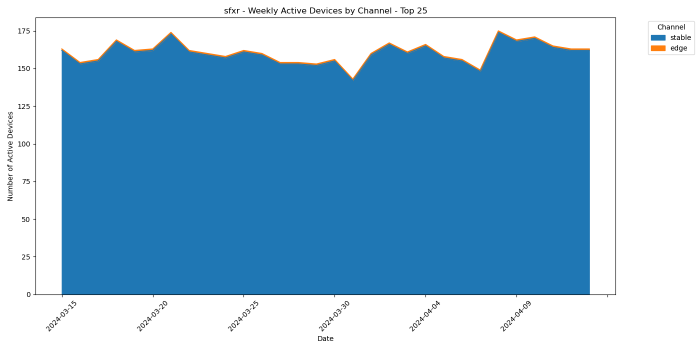 sfxr - Weekly Active Devices by Channel - Top 25
Channel
stable
edge
Number of Active Devices
175
150
125
100
75
50
25
0
2024-03-15
2024-03-20
2024-03-25
2024-03-30
2024-04-04
2024-04-09
Date